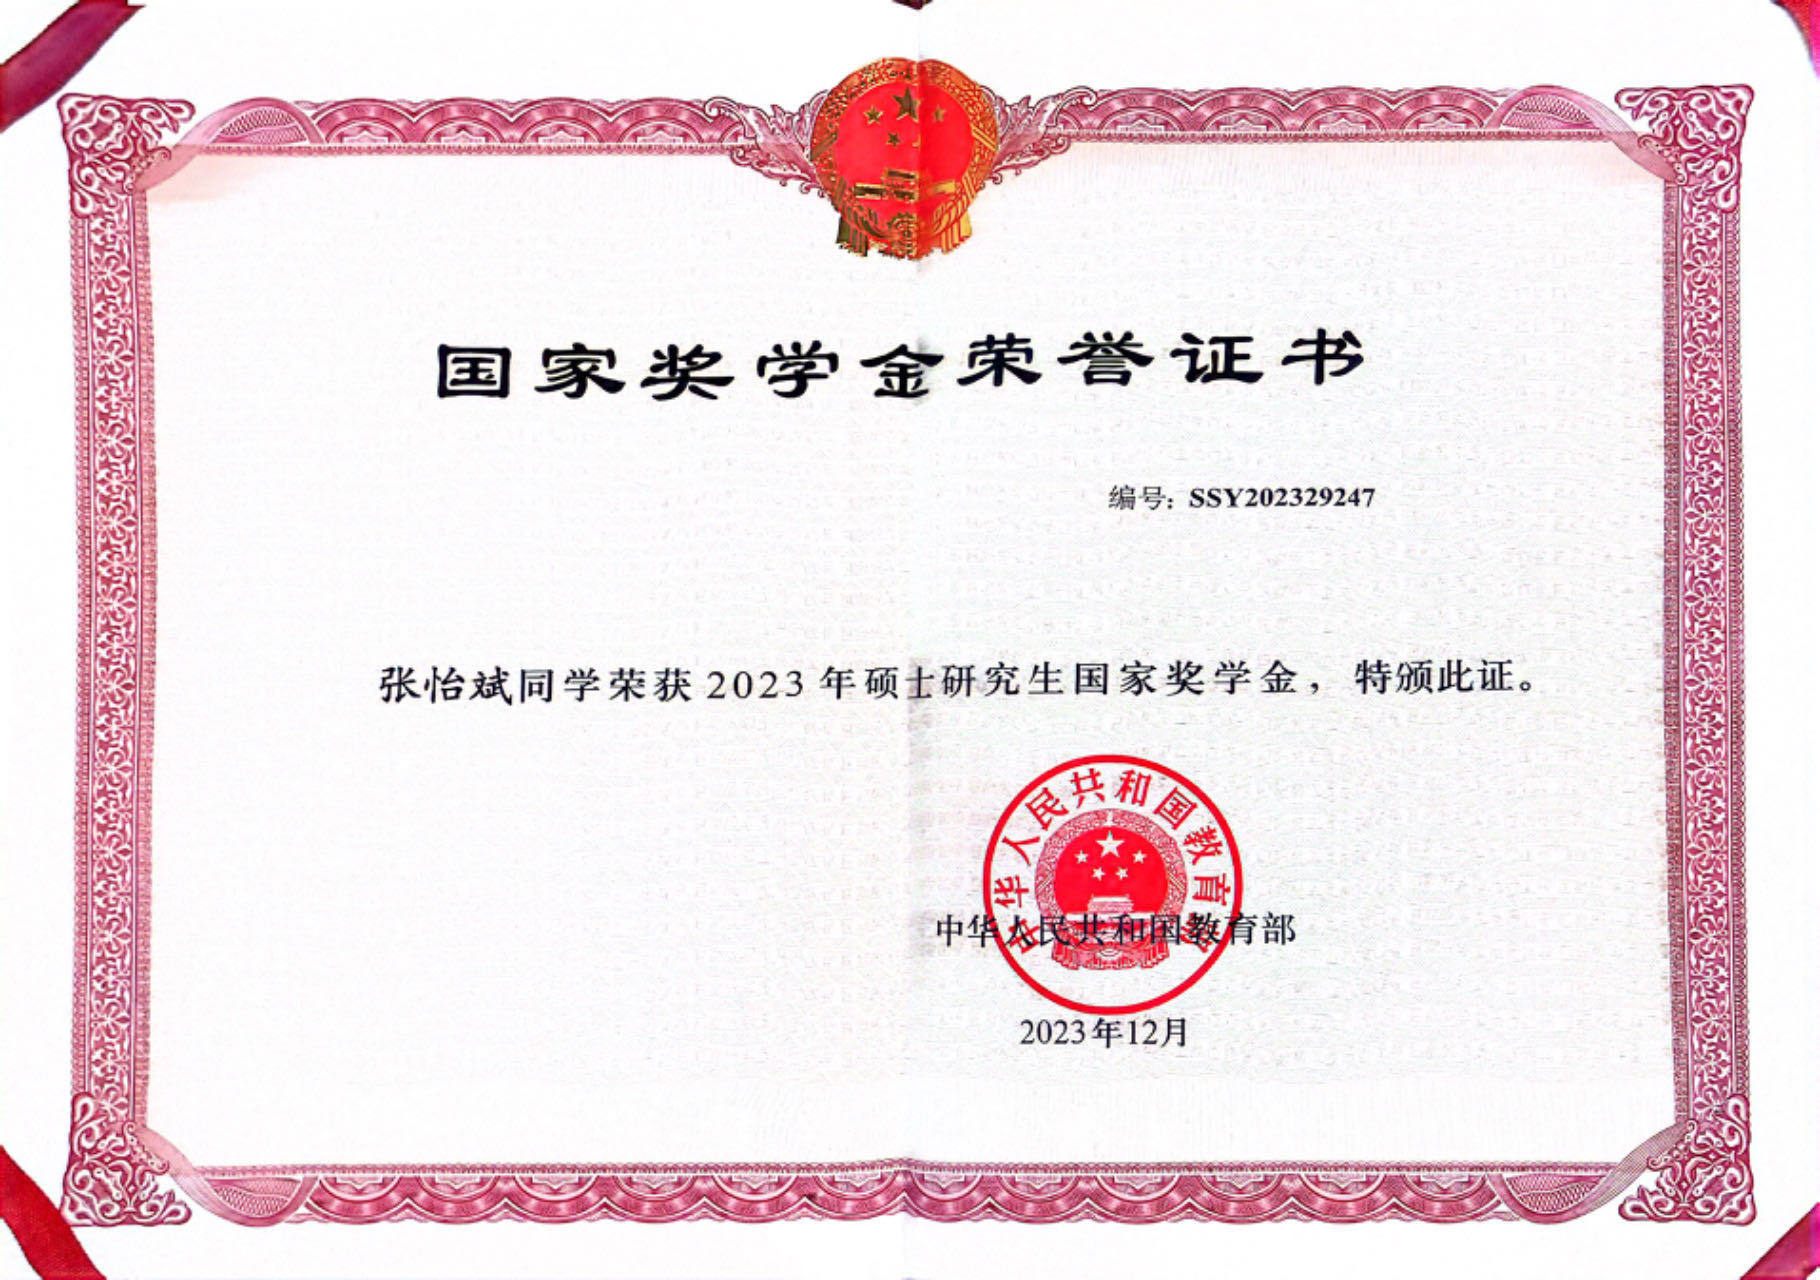 国家奖学金荣誉证书
编号：SSY202329247
张怡斌同学荣获2023年硕士研究生国家奖学金，特颁此证。
中华人民共和国教育部
中华人民共和国教育部
2023年12月